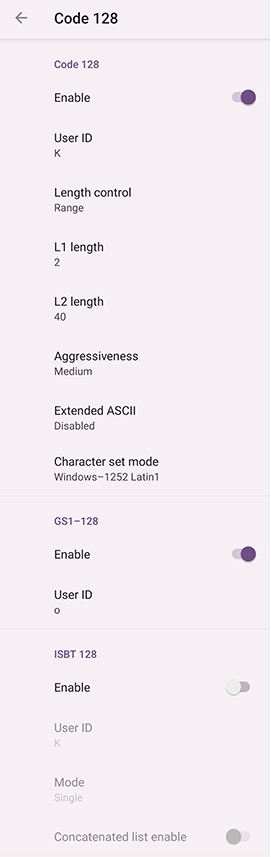 Code 128
Code 128
Enable
User ID
K
Length control
Range
L1 length
2
L2 length
40
Aggressiveness
Medium
Extended ASCII
Disabled
Character set mode
Windows-1252 Latin1
GS1-128
Enable
User ID
o
ISBT 128
Enable
User ID
K
Mode
Single
Concatenated list enable